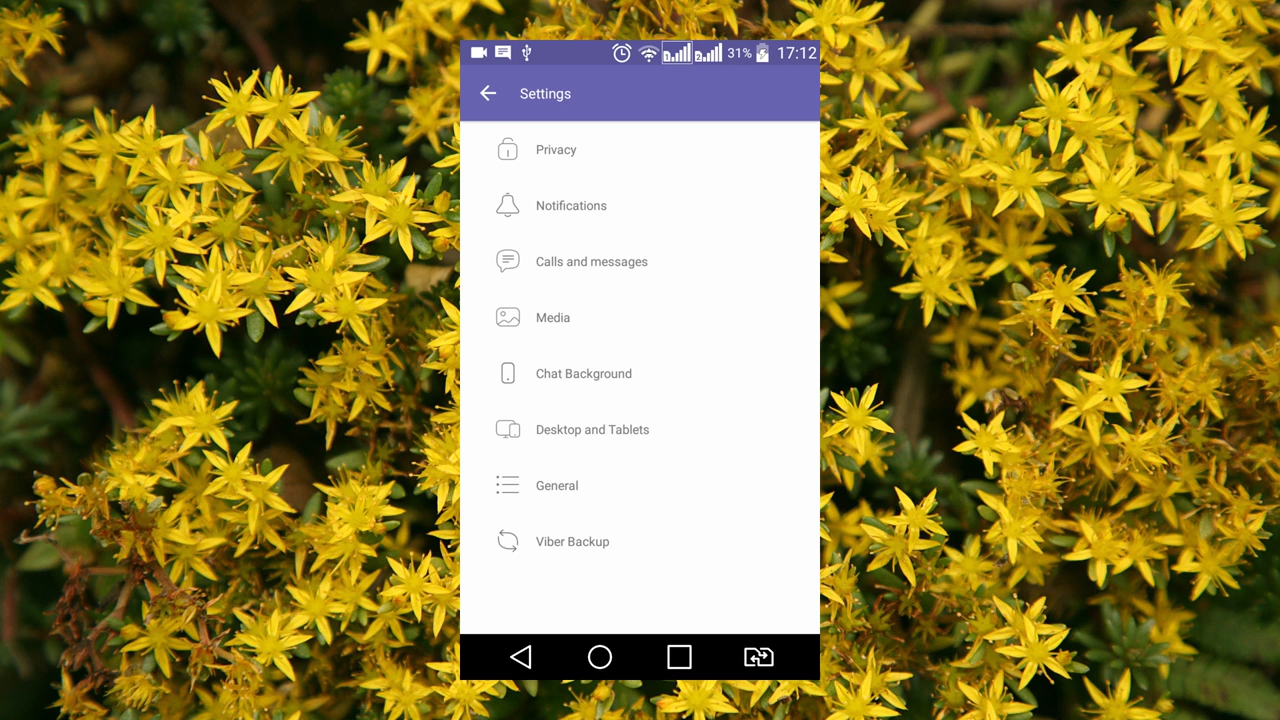 31% 17:12
Settings
Privacy
Notifications
Calls and messages
Media
Chat Background
Desktop and Tablets
General
Viber Backup